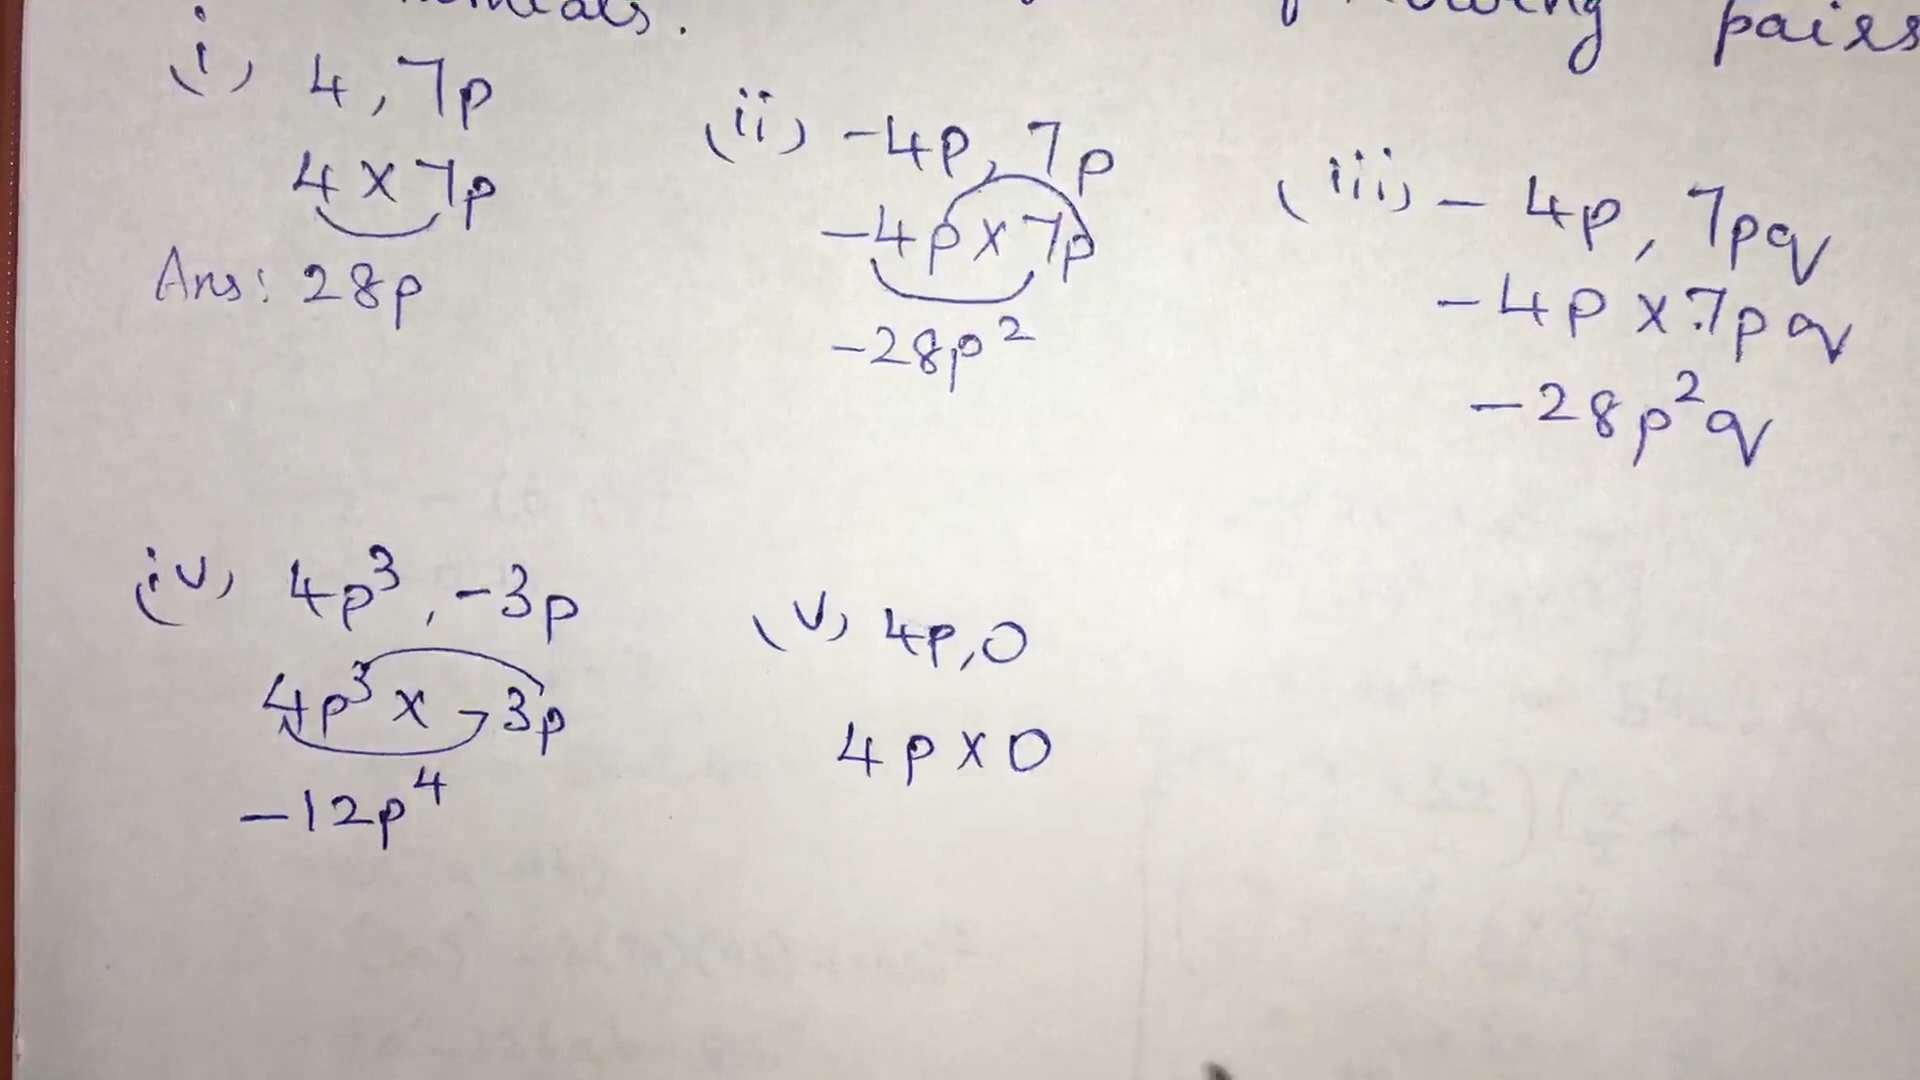 pairs
(i) 4, 7p
4 × 7p
Ans: 28p
(ii) -4p, 7p
-4p × 7p
-28p²
(iii) - 4p, 7pq
-4p × 7pq
-28p²q
(iv) 4p³, -3p
4p³ × -3p
-12p⁴
(v) 4p, 0
4p × 0